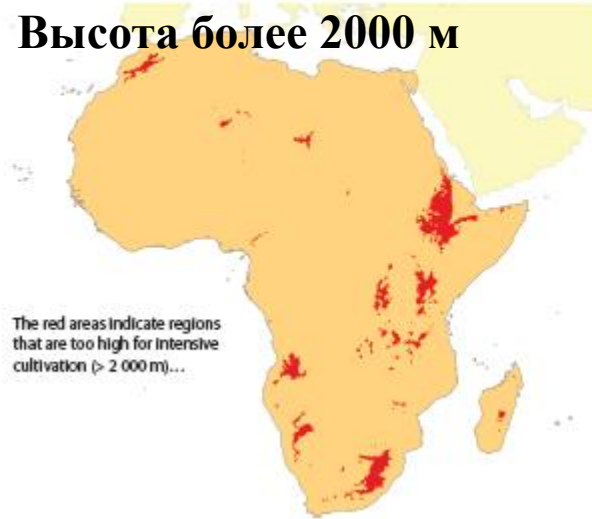 Высота более 2000 м
The red areas indicate regions
that are too high for intensive
cultivation (> 2 000 m)...